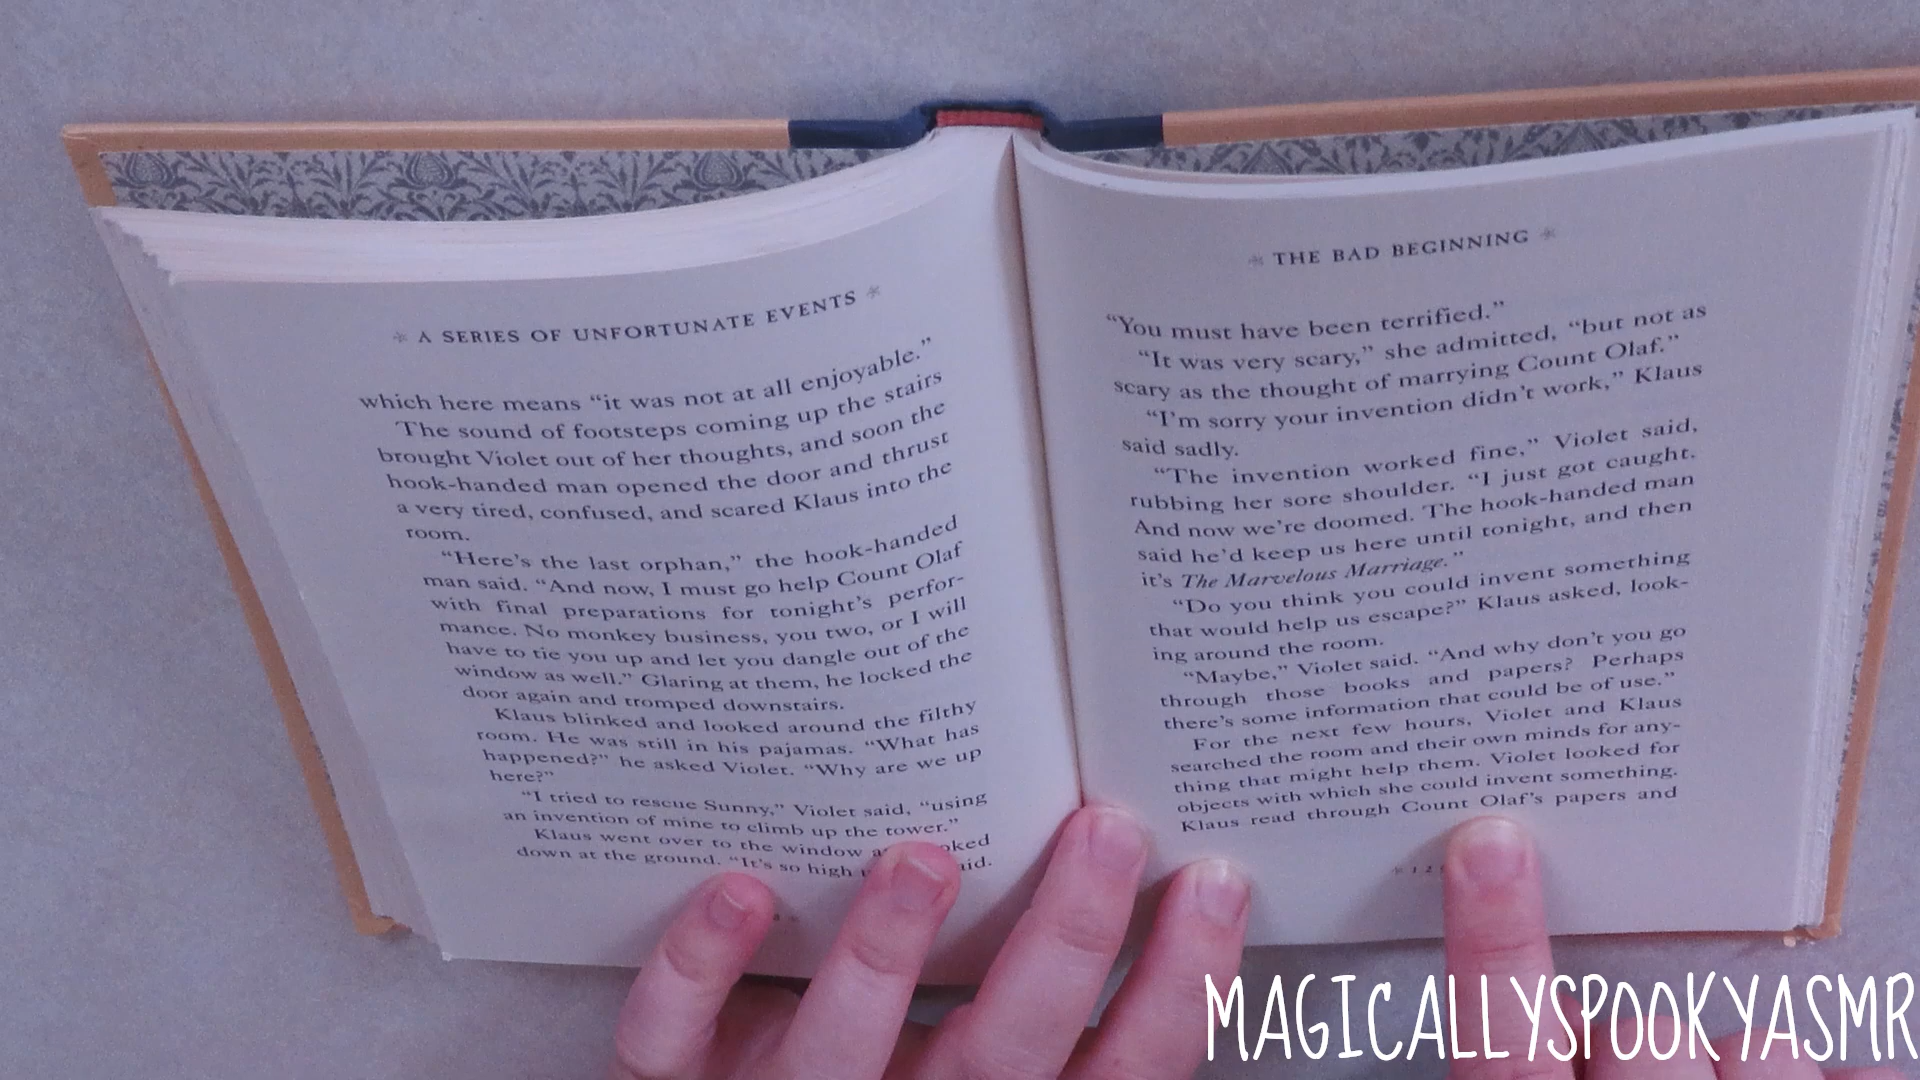 * A SERIES OF UNFORTUNATE EVENTS *
which here means “it was not at all enjoyable.”
The sound of footsteps coming up the stairs
brought Violet out of her thoughts, and soon the
hook-handed man opened the door and thrust
a very tired, confused, and scared Klaus into the
room.
“Here’s the last orphan,” the hook-handed
man said. “And now, I must go help Count Olaf
with final preparations for tonight’s perfor-
mance. No monkey business, you two, or I will
have to tie you up and let you dangle out of the
window as well.” Glaring at them, he locked the
door again and tromped downstairs.
Klaus blinked and looked around the filthy
room. He was still in his pajamas. “What has
happened?” he asked Violet. “Why are we up
here?”
“I tried to rescue Sunny,” Violet said, “using
an invention of mine to climb up the tower.”
Klaus went over to the window
down at the ground. “It’s so high
* THE BAD BEGINNING *
“You must have been terrified.”
“It was very scary,” she admitted, “but not as
scary as the thought of marrying Count Olaf.”
“I’m sorry your invention didn’t work,” Klaus
said sadly.
“The invention worked fine,” Violet said,
rubbing her sore shoulder. “I just got caught.
And now we’re doomed. The hook-handed man
said he’d keep us here until tonight, and then
it’s The Marvelous Marriage.”
“Do you think you could invent something
that would help us escape?” Klaus asked, look-
ing around the room.
“Maybe,” Violet said. “And why don’t you go
through those books and papers? Perhaps
there’s some information that could be of use.”
For the next few hours, Violet and Klaus
searched the room and their own minds for any-
thing that might help them. Violet looked for
objects with which she could invent something.
Klaus read through Count Olaf’s papers and
MAGICALLYSPOOKYASMR